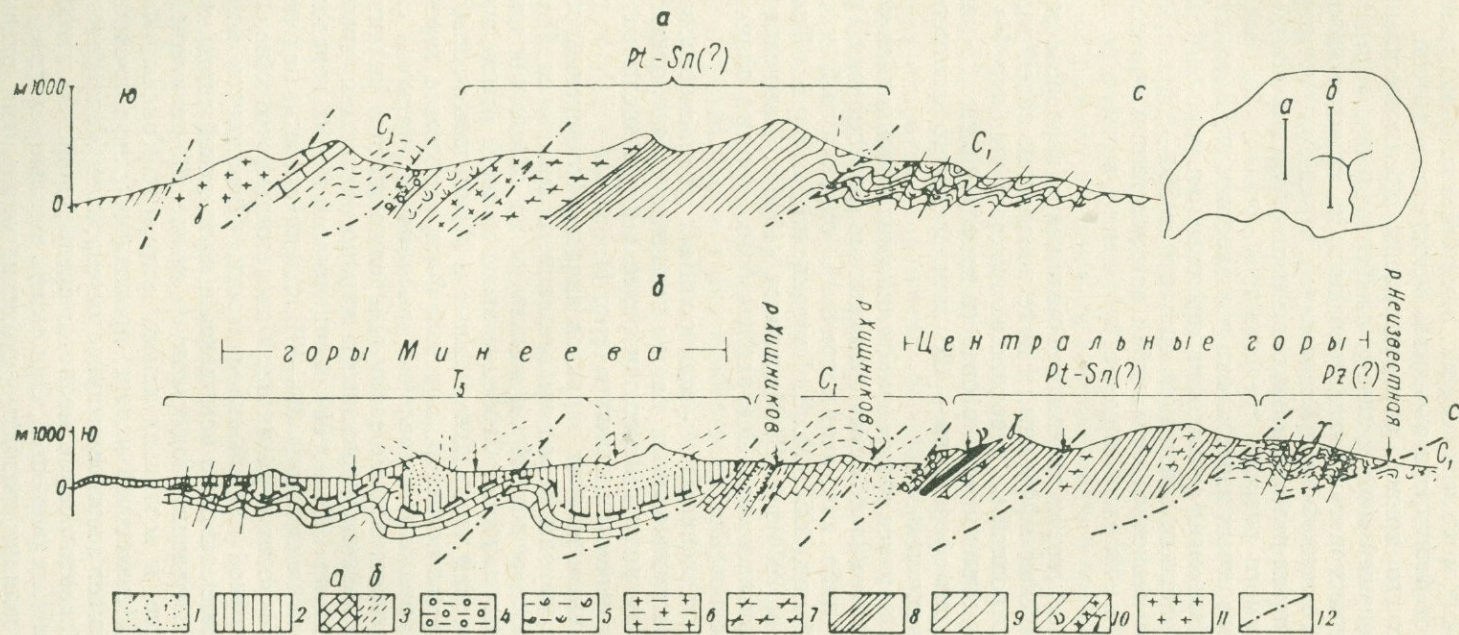 а
Pt-Sn(?)
м 1000
Ю
С
C₁
C₁
0
γ
а
б
б
горы Минеева
р Хищников
р Хищников
Центральные горы
р Неизвестная
T₃
C₁
Pt-Sn(?)
Pz(?)
м 1000
Ю
С
γ
γ
0
C₁
а б
1 2 3 4 5 6 7 8 9 10 11 12